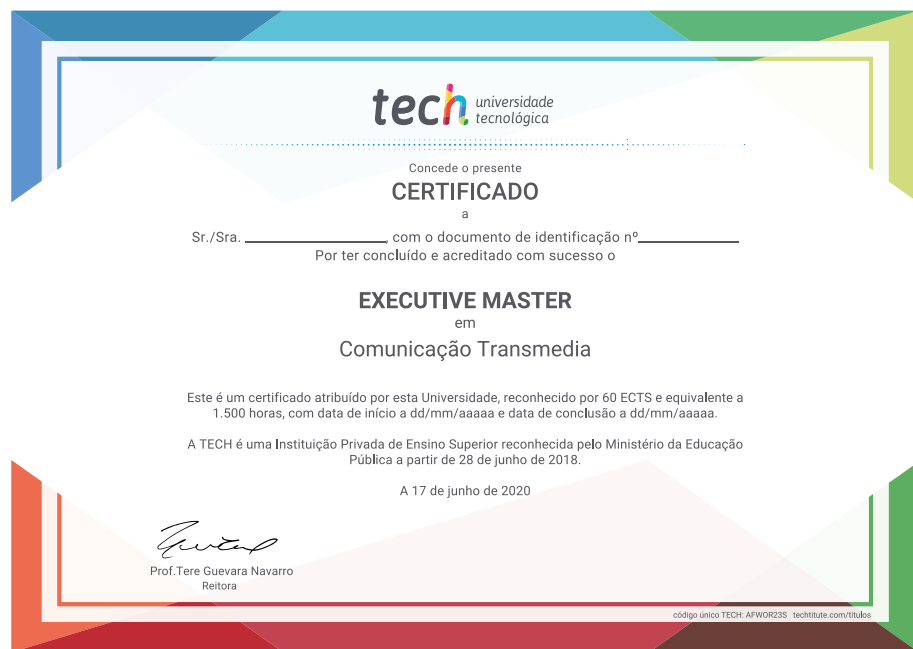 tech universidade
tecnológica
Concede o presente
CERTIFICADO
a
Sr./Sra. ____________________, com o documento de identificação nº______________
Por ter concluído e acreditado com sucesso o
EXECUTIVE MASTER
em
Comunicação Transmedia
Este é um certificado atribuído por esta Universidade, reconhecido por 60 ECTS e equivalente a
1.500 horas, com data de início a dd/mm/aaaaa e data de conclusão a dd/mm/aaaaa.
A TECH é uma Instituição Privada de Ensino Superior reconhecida pelo Ministério da Educação
Pública a partir de 28 de junho de 2018.
A 17 de junho de 2020
Prof.Tere Guevara Navarro
Reitora
código único TECH: AFWOR23S techtitute.com/titulos